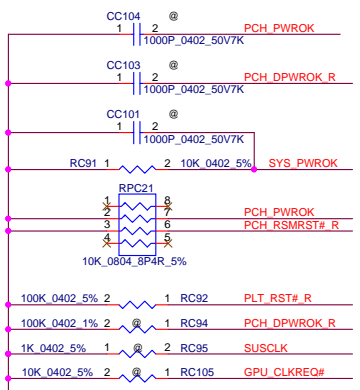 CC104 @
1 2 PCH_PWROK
1000P_0402_50V7K
CC103 @
1 2 PCH_DPWROK_R
1000P_0402_50V7K
CC101 @
1 2
1000P_0402_50V7K
RC91 1 2 10K_0402_5% SYS_PWROK
RPC21
1 8
2 7 PCH_PWROK
3 6 PCH_RSMRST#_R
4 5
10K_0804_8P4R_5%
100K_0402_5% 2 1 RC92 PLT_RST#_R
100K_0402_1% 2 @ 1 RC94 PCH_DPWROK_R
1K_0402_5% 1 @ 2 RC95 SUSCLK
10K_0402_5% 2 @ 1 RC105 GPU_CLKREQ#